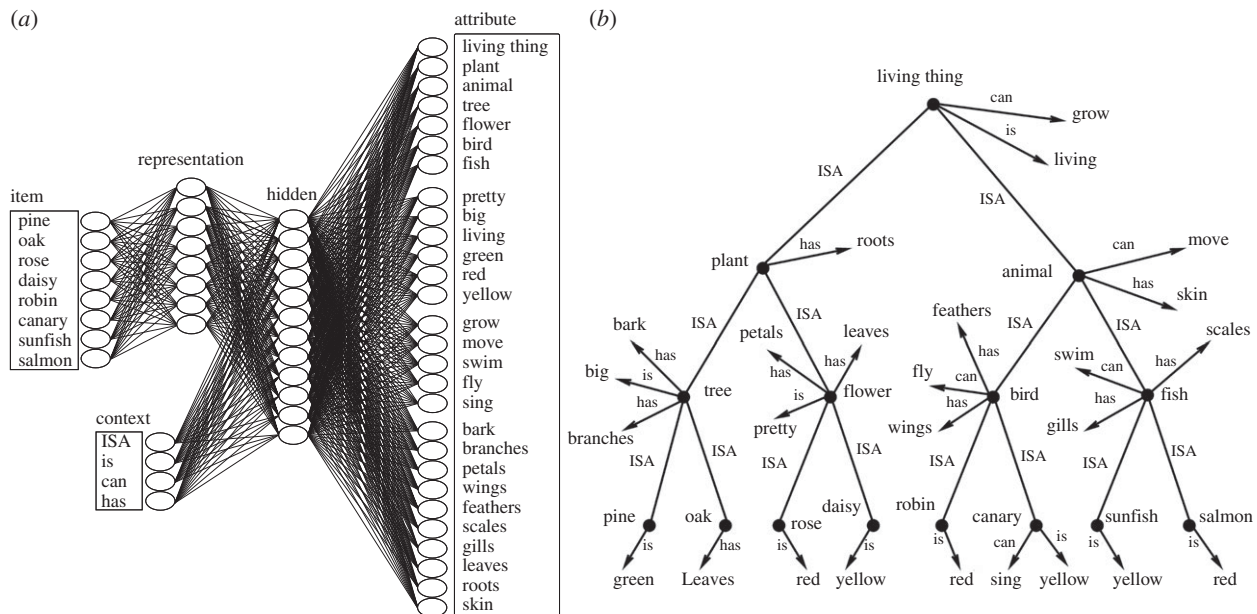 (a)
attribute
living thing
plant
animal
tree
flower
bird
fish
pretty
big
living
green
red
yellow
grow
move
swim
fly
sing
bark
branches
petals
wings
feathers
scales
gills
leaves
roots
skin
representation
hidden
item
pine
oak
rose
daisy
robin
canary
sunfish
salmon
context
ISA
is
can
has
(b)
living thing
can
grow
is
living
ISA
ISA
plant
has
roots
animal
can
move
has
skin
ISA
ISA
ISA
ISA
bark
has
big
is
has
branches
tree
petals
has
leaves
has
is
pretty
flower
feathers
has
fly
can
has
wings
bird
swim
can
has
scales
has
gills
fish
ISA
ISA
ISA
ISA
ISA
ISA
ISA
ISA
pine
is
green
oak
has
Leaves
rose
is
red
daisy
is
yellow
robin
is
red
canary
can
sing
is
yellow
sunfish
is
yellow
salmon
is
red